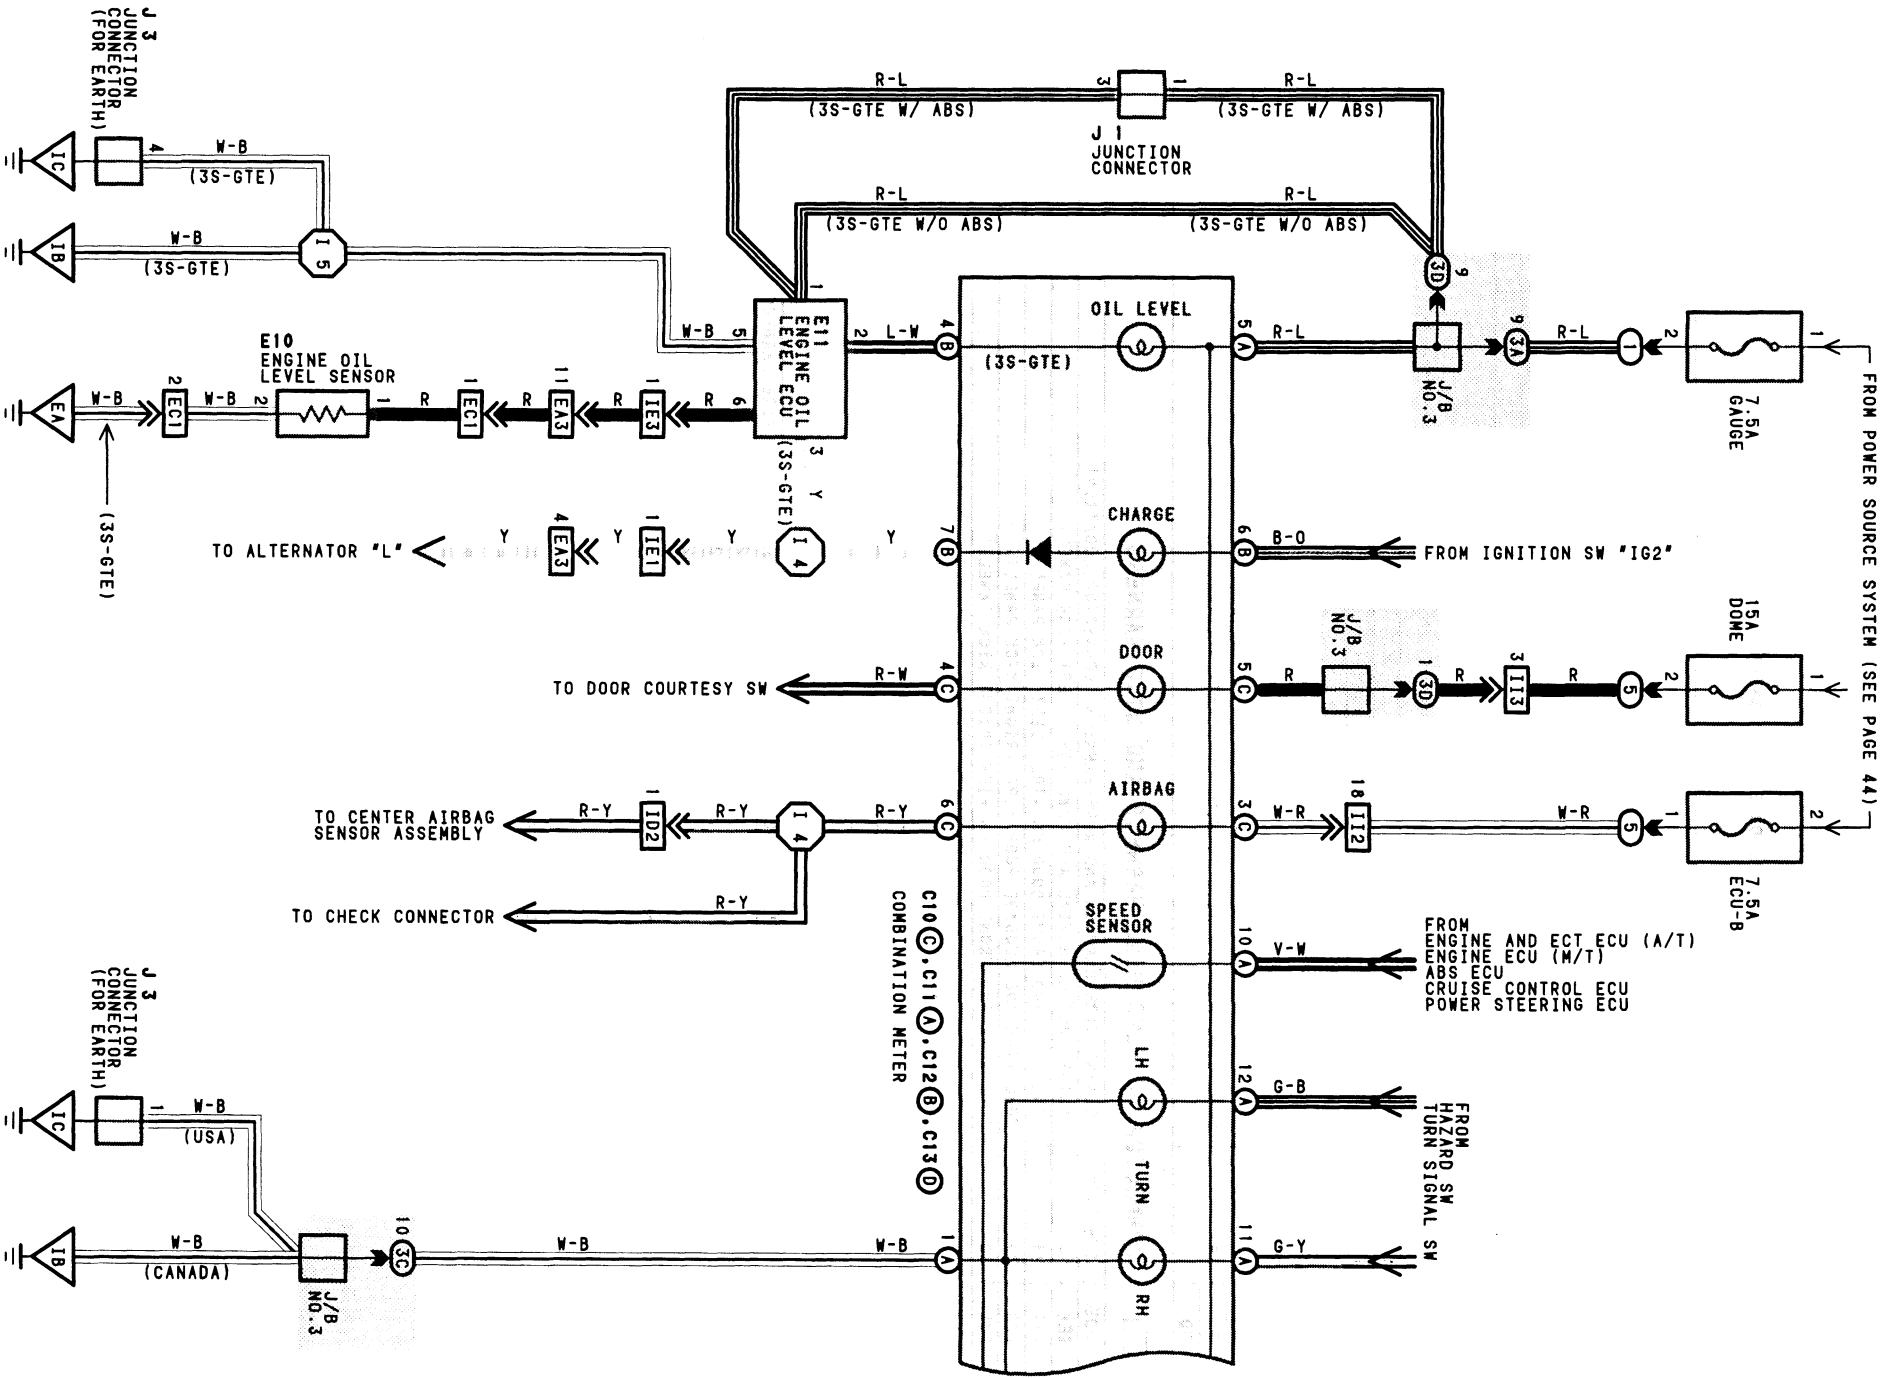 J 3
JUNCTION
CONNECTOR
(FOR EARTH)
IC
4
W-B
(3S-GTE)
IB
W-B
(3S-GTE)
I 5
R-L
(3S-GTE W/ ABS)
3
1
R-L
(3S-GTE W/ ABS)
J 1
JUNCTION
CONNECTOR
R-L
(3S-GTE W/O ABS)
R-L
(3S-GTE W/O ABS)
3D
9
W-B
5
1
E11
ENGINE OIL
LEVEL ECU
(3S-GTE)
2
L-W
4
B
(3S-GTE)
OIL LEVEL
5
A
R-L
J/B
NO.3
9
3A
R-L
1
2
1
7.5A
GAUGE
FROM POWER SOURCE SYSTEM (SEE PAGE 44)
EA
W-B
2
EC1
W-B
2
E10
ENGINE OIL
LEVEL SENSOR
1
R
1
EC1
R
11
EA3
R
1
IE3
R
6
(3S-GTE)
3
Y
TO ALTERNATOR "L"
Y
4
EA3
Y
1
IE1
Y
I 4
Y
7
B
CHARGE
6
B
B-O
FROM IGNITION SW "IG2"
TO DOOR COURTESY SW
R-W
4
C
DOOR
5
C
R
J/B
NO.3
1
3D
R
3
II3
R
5
2
1
15A
DOME
TO CENTER AIRBAG
SENSOR ASSEMBLY
R-Y
1
ID2
R-Y
I 4
R-Y
6
C
AIRBAG
3
C
W-R
18
II2
W-R
5
1
2
7.5A
ECU-B
TO CHECK CONNECTOR
R-Y
C10 C, C11 A, C12 B, C13 D
COMBINATION METER
SPEED
SENSOR
10
A
V-W
FROM
ENGINE AND ECT ECU (A/T)
ENGINE ECU (M/T)
ABS ECU
CRUISE CONTROL ECU
POWER STEERING ECU
LH
TURN
RH
12
A
G-B
FROM
HAZARD SW
TURN SIGNAL SW
11
A
G-Y
J 3
JUNCTION
CONNECTOR
(FOR EARTH)
IC
1
W-B
(USA)
IB
W-B
(CANADA)
J/B
NO.3
10
3C
W-B
W-B
1
A